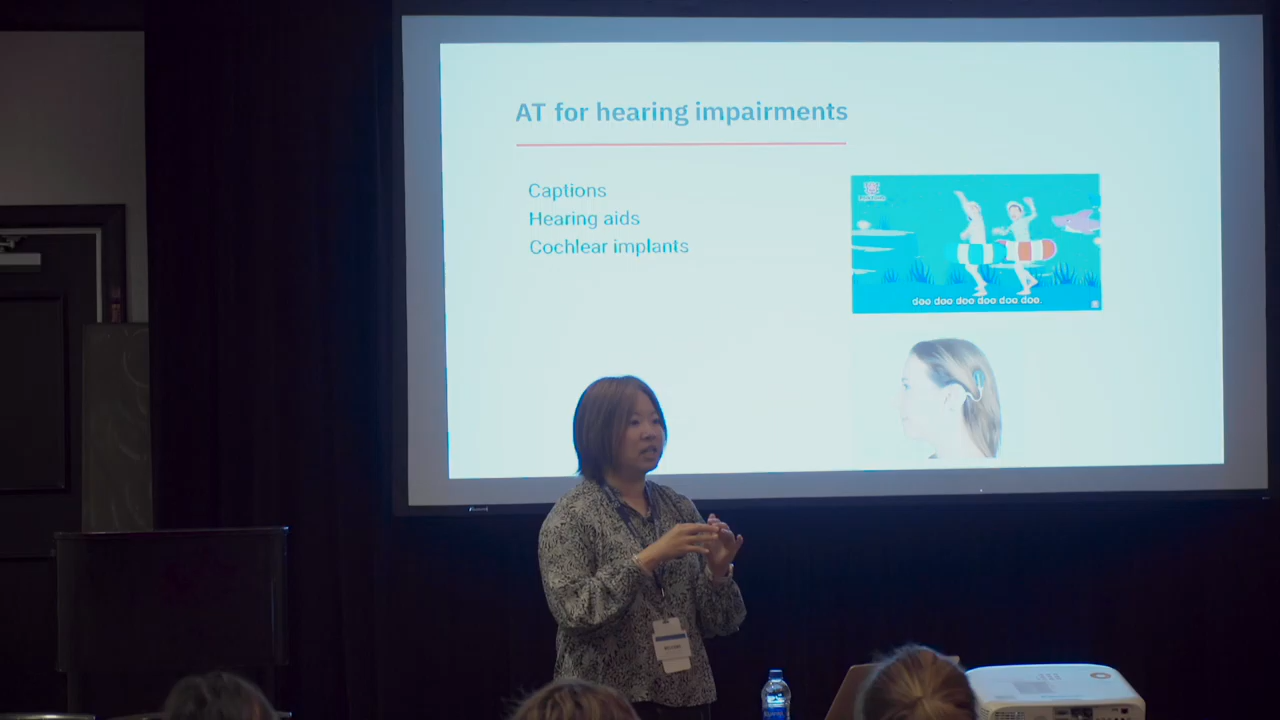 AT for hearing impairments
Captions
Hearing aids
Cochlear implants
doo doo doo doo doo doo.